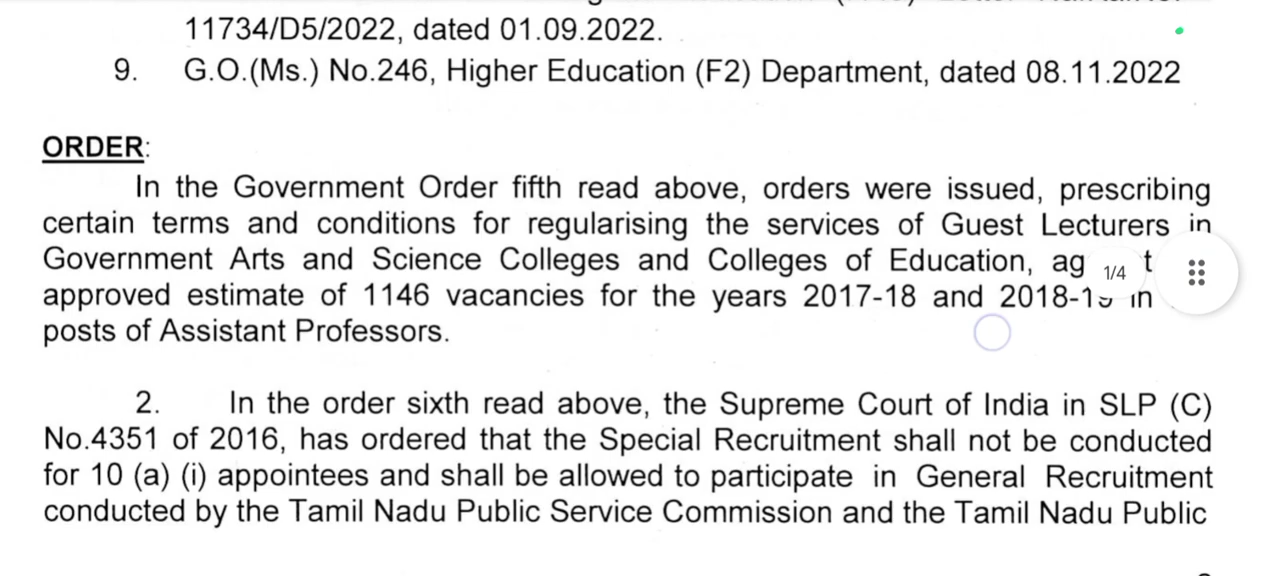 11734/D5/2022, dated 01.09.2022.
9. G.O.(Ms.) No.246, Higher Education (F2) Department, dated 08.11.2022
ORDER:
In the Government Order fifth read above, orders were issued, prescribing
certain terms and conditions for regularising the services of Guest Lecturers in
Government Arts and Science Colleges and Colleges of Education,
1/4
approved estimate of 1146 vacancies for the years 2017-18 and 2018-19 in
posts of Assistant Professors.
2. In the order sixth read above, the Supreme Court of India in SLP (C)
No.4351 of 2016, has ordered that the Special Recruitment shall not be conducted
for 10 (a) (i) appointees and shall be allowed to participate in General Recruitment
conducted by the Tamil Nadu Public Service Commission and the Tamil Nadu Public